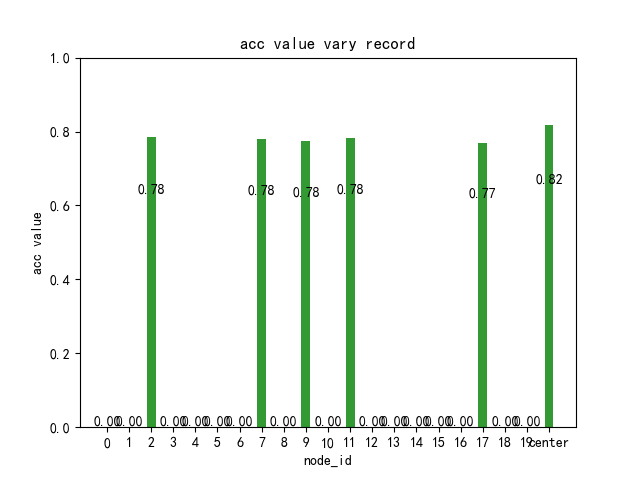 acc value vary record
1.0
0.8
0.6
0.4
0.2
0.0
acc value
0.00 0.00 0.78 0.00 0.00 0.00 0.00 0.78 0.00 0.78 0.00 0.78 0.00 0.00 0.00 0.00 0.00 0.77 0.00 0.00 0.82
0 1 2 3 4 5 6 7 8 9 10 11 12 13 14 15 16 17 18 19 center
node_id